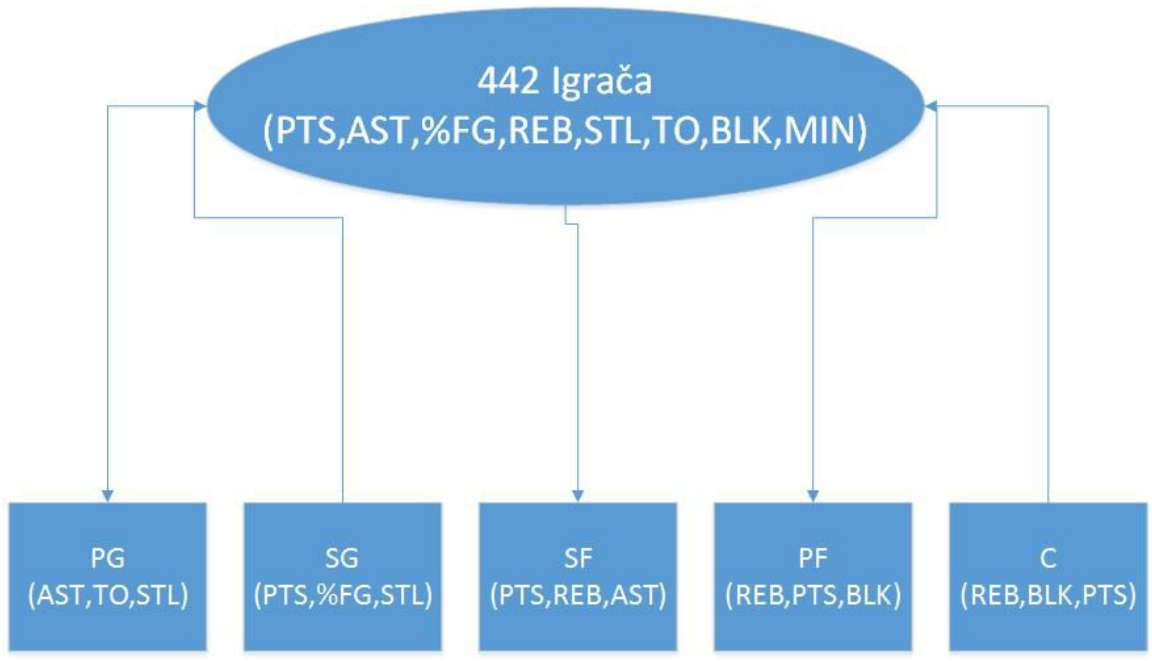 442 Igrača
(PTS,AST,%FG,REB,STL,TO,BLK,MIN)
PG
(AST,TO,STL)
SG
(PTS,%FG,STL)
SF
(PTS,REB,AST)
PF
(REB,PTS,BLK)
C
(REB,BLK,PTS)